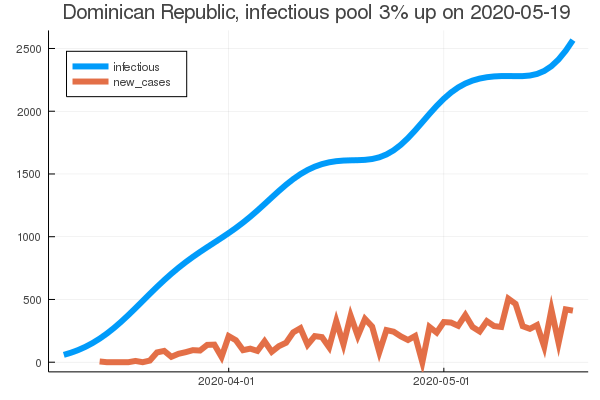 Dominican Republic, infectious pool 3% up on 2020-05-19
2500
infectious
new_cases
2000
1500
1000
500
0
2020-04-01
2020-05-01